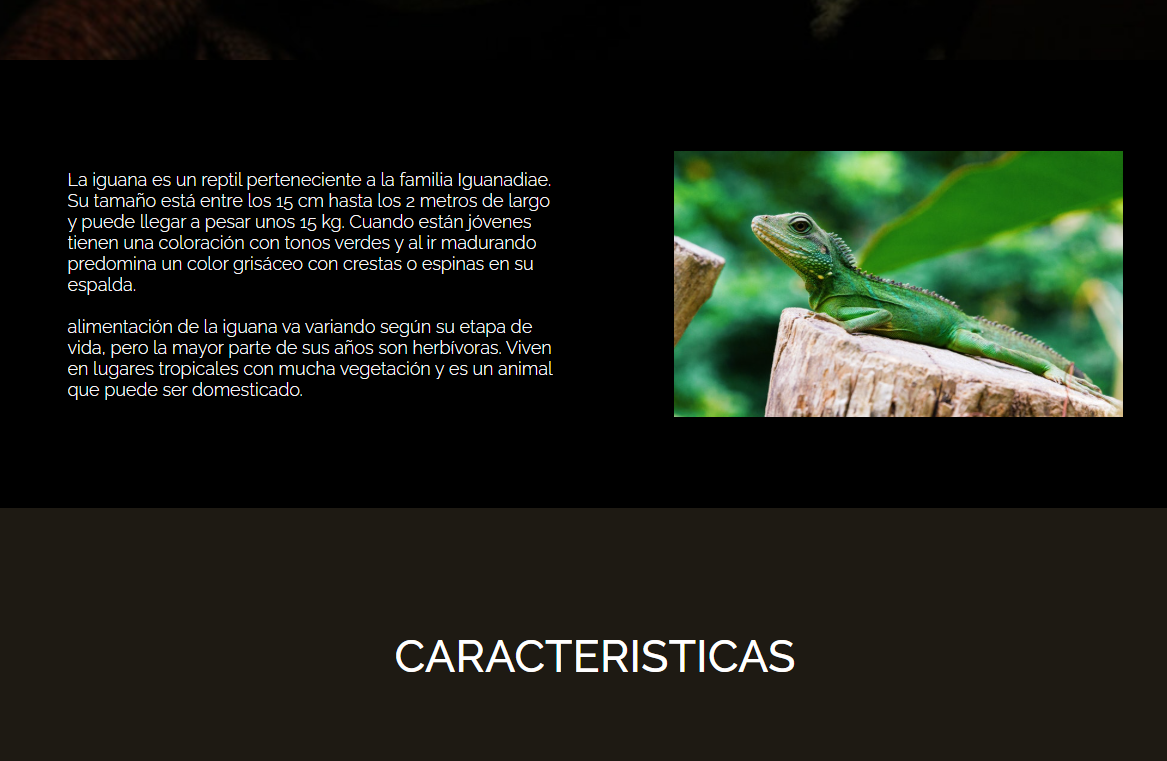 La iguana es un reptil perteneciente a la familia Iguanadiae.
Su tamaño está entre los 15 cm hasta los 2 metros de largo
y puede llegar a pesar unos 15 kg. Cuando están jóvenes
tienen una coloración con tonos verdes y al ir madurando
predomina un color grisáceo con crestas o espinas en su
espalda.
alimentación de la iguana va variando según su etapa de
vida, pero la mayor parte de sus años son herbívoras. Viven
en lugares tropicales con mucha vegetación y es un animal
que puede ser domesticado.
CARACTERISTICAS